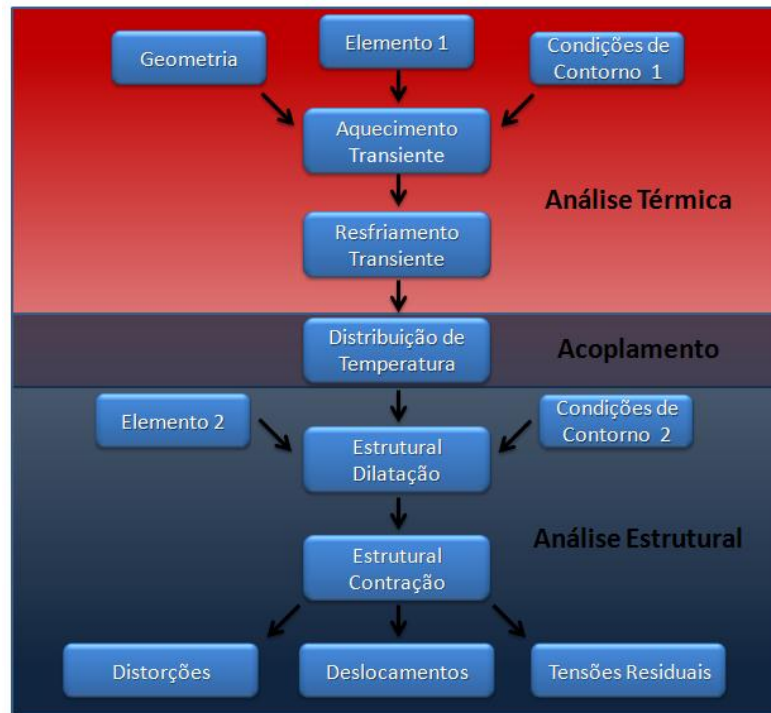 Geometria
Elemento 1
Condições de
Contorno 1
Aquecimento
Transiente
Análise Térmica
Resfriamento
Transiente
Distribuição de
Temperatura
Acoplamento
Elemento 2
Condições de
Contorno 2
Estrutural
Dilatação
Análise Estrutural
Estrutural
Contração
Distorções
Deslocamentos
Tensões Residuais